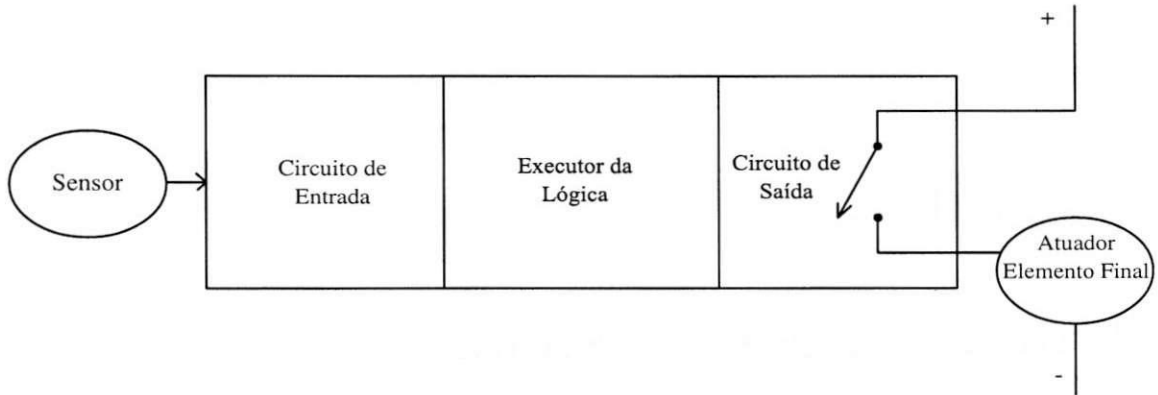 +
Sensor
Circuito de
Entrada
Executor da
Lógica
Circuito de
Saída
Atuador
Elemento Final
-